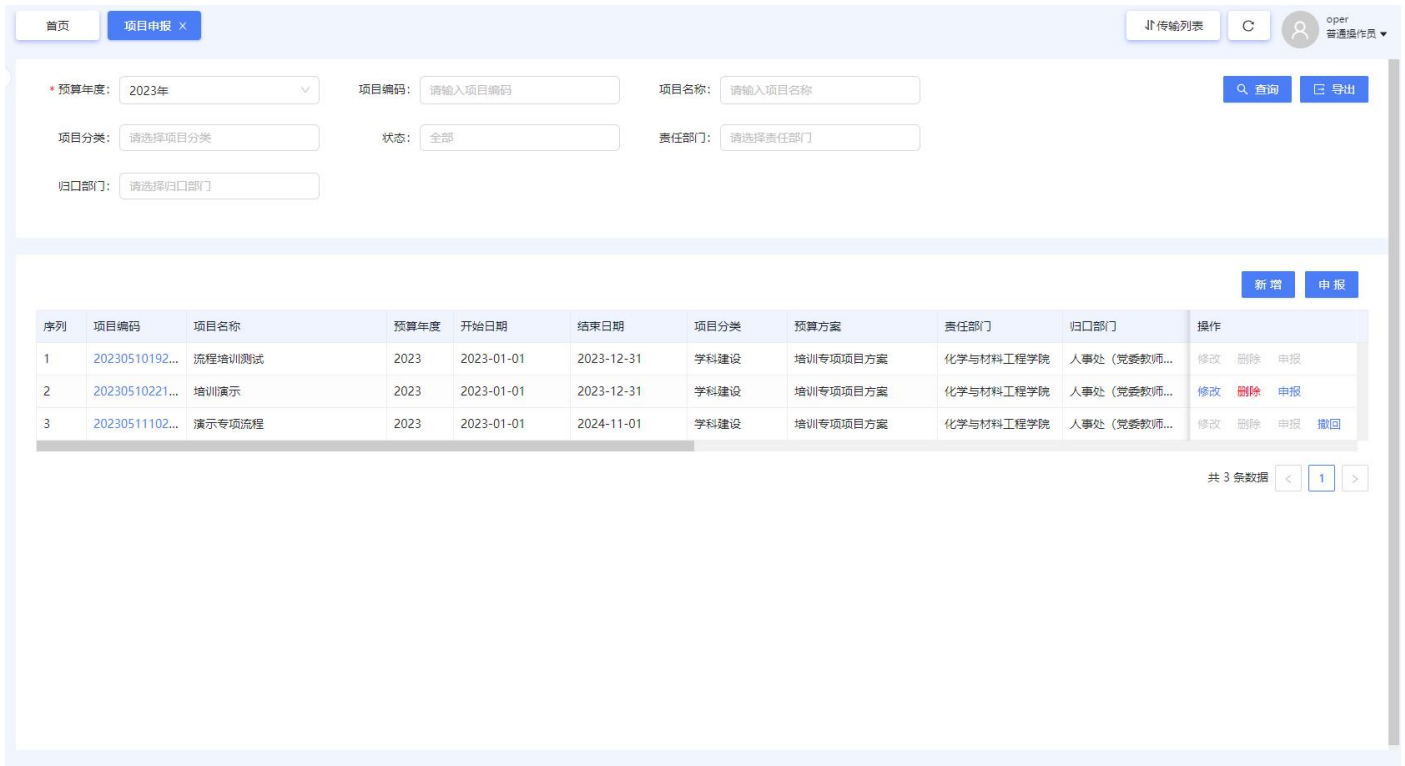 首页 项目申报 × 传输列表 oper
普通操作员
* 预算年度： 2023年 项目编码： 请输入项目编码 项目名称： 请输入项目名称 查询 导出
项目分类： 请选择项目分类 状态： 全部 责任部门： 请选择责任部门
归口部门： 请选择归口部门
新增 申报
序列 项目编码 项目名称 预算年度 开始日期 结束日期 项目分类 预算方案 责任部门 归口部门 操作
1 20230510192... 流程培训测试 2023 2023-01-01 2023-12-31 学科建设 培训专项项目方案 化学与材料工程学院 人事处（党委教师... 修改 删除 申报
2 20230510221... 培训演示 2023 2023-01-01 2023-12-31 学科建设 培训专项项目方案 化学与材料工程学院 人事处（党委教师... 修改 删除 申报
3 20230511102... 演示专项流程 2023 2023-01-01 2024-11-01 学科建设 培训专项项目方案 化学与材料工程学院 人事处（党委教师... 修改 删除 申报 撤回
共 3 条数据 < 1 >